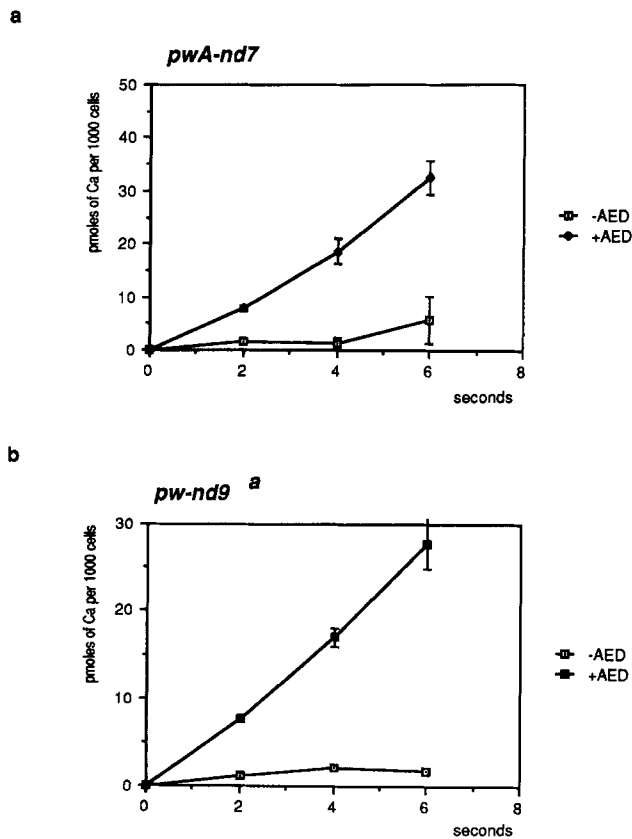 a
pwA-nd7
pmoles of Ca per 1000 cells
50
40
30
20
10
0
0 2 4 6 8
seconds
-AED
+AED
b
pw-nd9 a
pmoles of Ca per 1000 cells
30
20
10
0
0 2 4 6 8
seconds
-AED
+AED